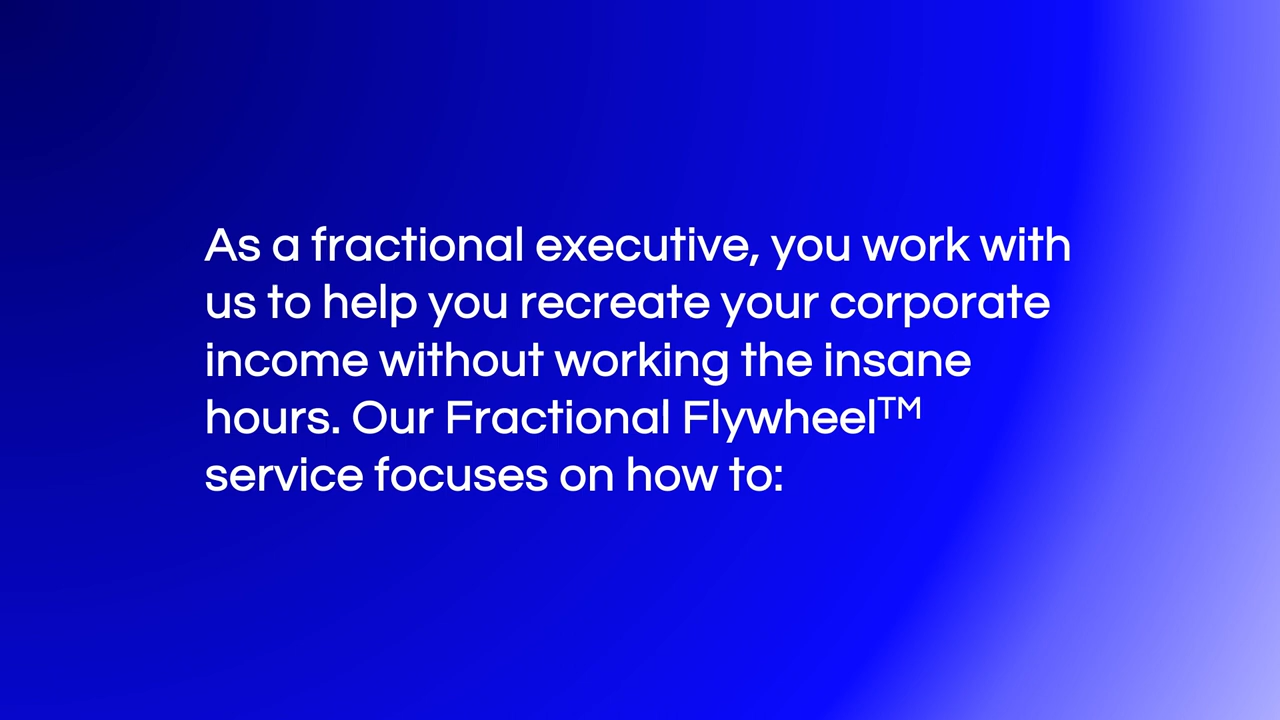 As a fractional executive, you work with
us to help you recreate your corporate
income without working the insane
hours. Our Fractional Flywheel™
service focuses on how to: